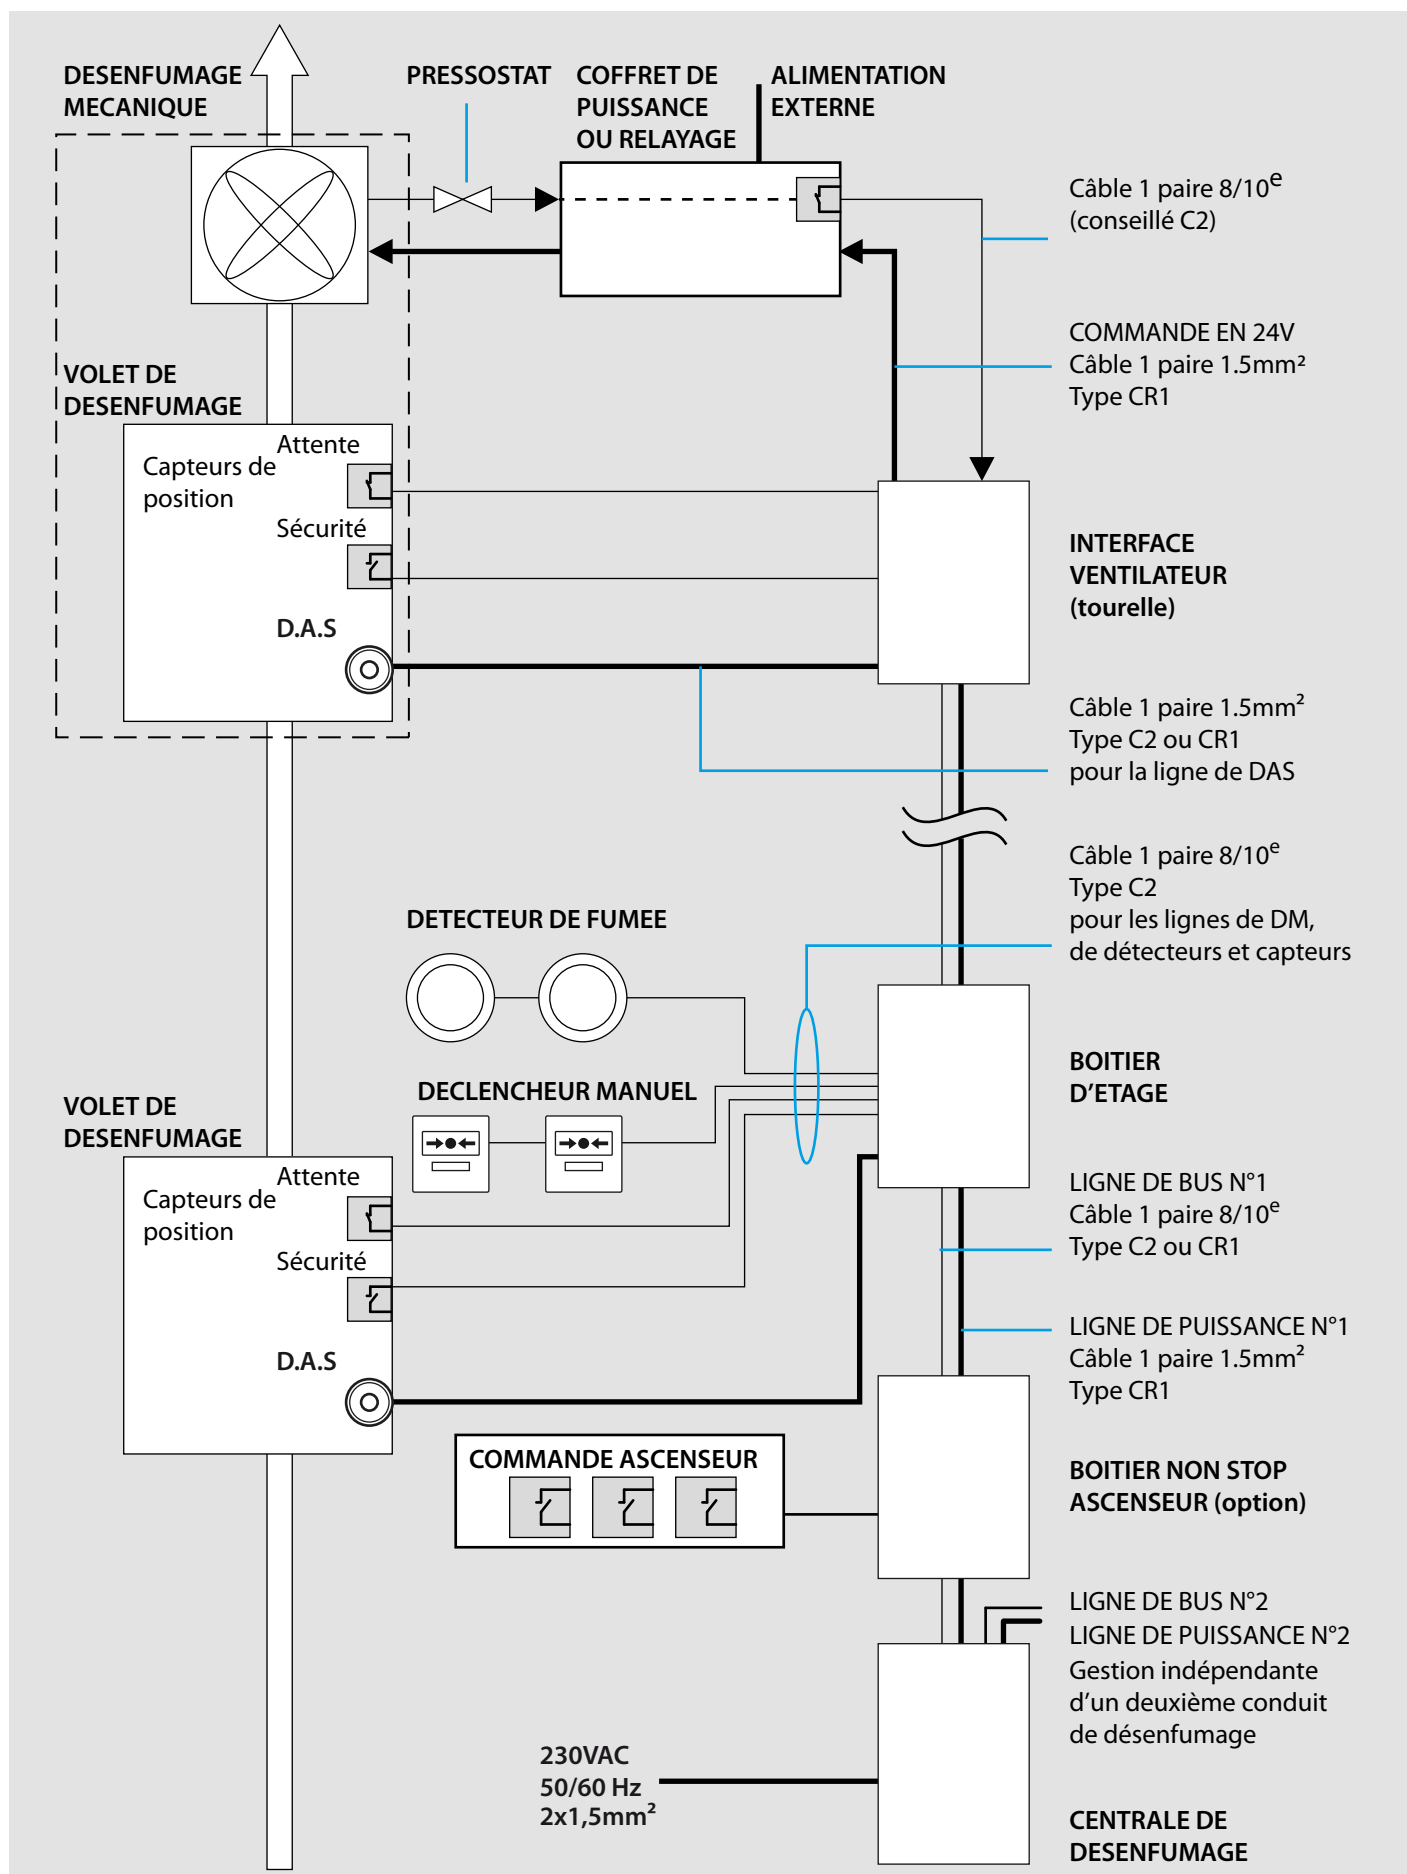 DESENFUMAGE
MECANIQUE
PRESSOSTAT
COFFRET DE
PUISSANCE
OU RELAYAGE
ALIMENTATION
EXTERNE
Câble 1 paire 8/10e
(conseillé C2)
COMMANDE EN 24V
Câble 1 paire 1.5mm²
Type CR1
VOLET DE
DESENFUMAGE
Attente
Capteurs de
position
Sécurité
D.A.S
INTERFACE
VENTILATEUR
(tourelle)
Câble 1 paire 1.5mm²
Type C2 ou CR1
pour la ligne de DAS
Câble 1 paire 8/10e
Type C2
pour les lignes de DM,
de détecteurs et capteurs
DETECTEUR DE FUMEE
DECLENCHEUR MANUEL
BOITIER
D'ETAGE
VOLET DE
DESENFUMAGE
Attente
Capteurs de
position
Sécurité
D.A.S
LIGNE DE BUS N°1
Câble 1 paire 8/10e
Type C2 ou CR1
LIGNE DE PUISSANCE N°1
Câble 1 paire 1.5mm²
Type CR1
COMMANDE ASCENSEUR
BOITIER NON STOP
ASCENSEUR (option)
LIGNE DE BUS N°2
LIGNE DE PUISSANCE N°2
Gestion indépendante
d'un deuxième conduit
de désenfumage
230VAC
50/60 Hz
2x1,5mm²
CENTRALE DE
DESENFUMAGE